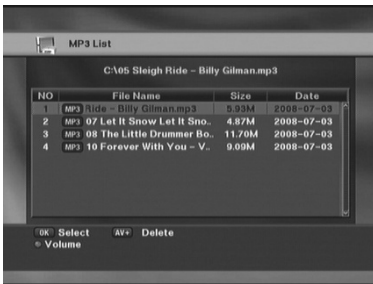 MP3 List
C:\05 Sleigh Ride - Billy Gilman.mp3
NO File Name Size Date
1 MP3 Ride - Billy Gilman.mp3 5.93M 2008-07-03
2 MP3 07 Let It Snow Let It Sno.. 4.87M 2008-07-03
3 MP3 08 The Little Drummer Bo.. 11.70M 2008-07-03
4 MP3 10 Forever With You - V.. 9.09M 2008-07-03
OK Select AV+ Delete
Volume